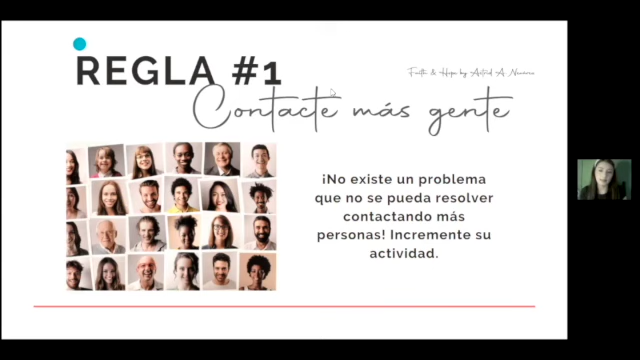 REGLA #1
Faith & Hope by Astrid A
Contacte más gente
¡No existe un problema
que no se pueda resolver
contactando más
personas! Incremente su
actividad.